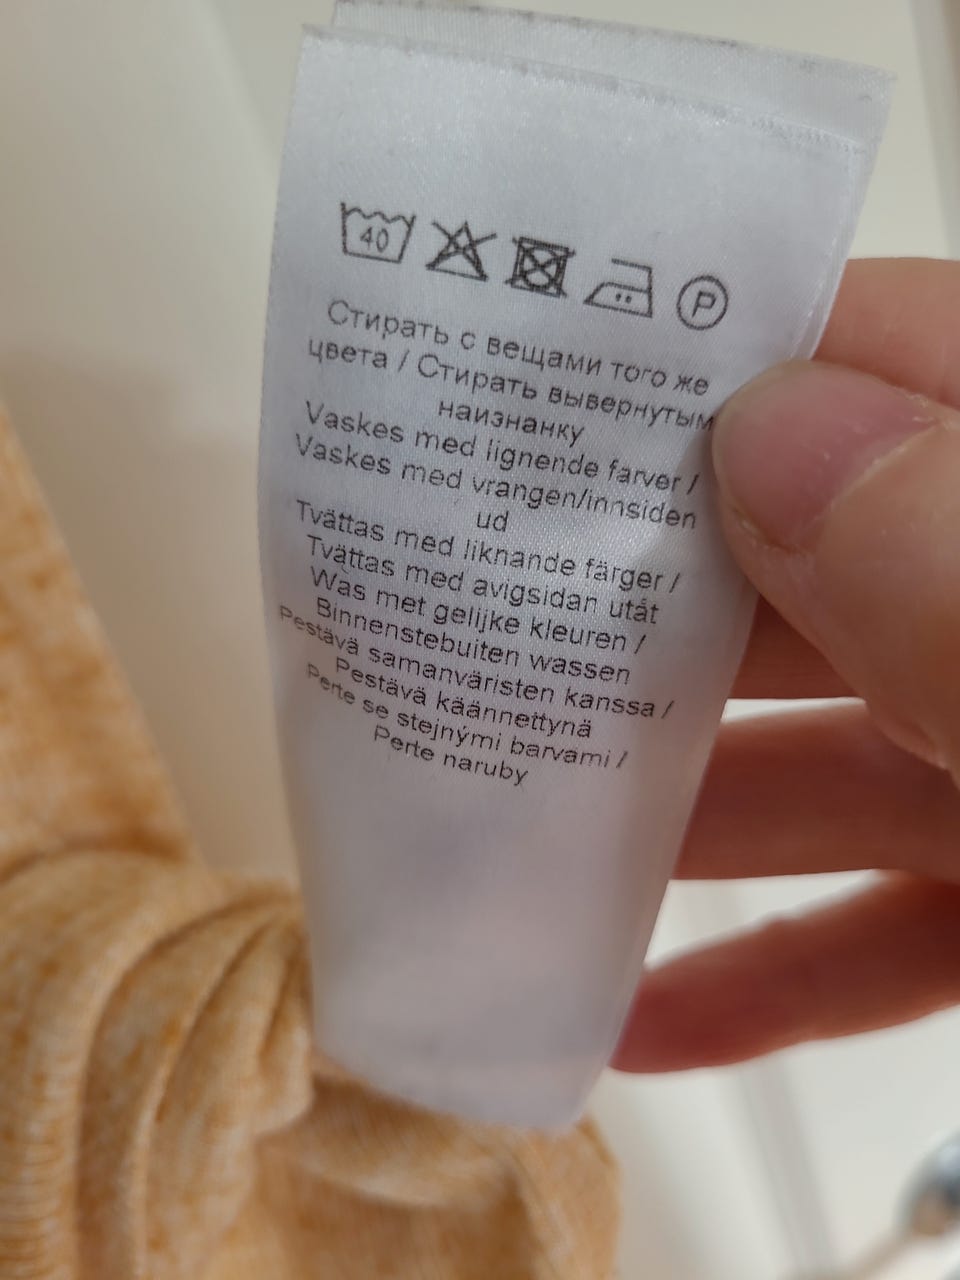 40
P
Стирать с вещами того же
цвета / Стирать вывернутым
наизнанку
Vaskes med lignende farver /
Vaskes med vrangen/innsiden
ud
Tvättas med liknande färger /
Tvättas med avigsidan utåt
Was met gelijke kleuren /
Binnenstebuiten wassen
Pestävä samanväristen kanssa /
Pestävä käännettynä
Perte se stejnými barvami /
Perte naruby